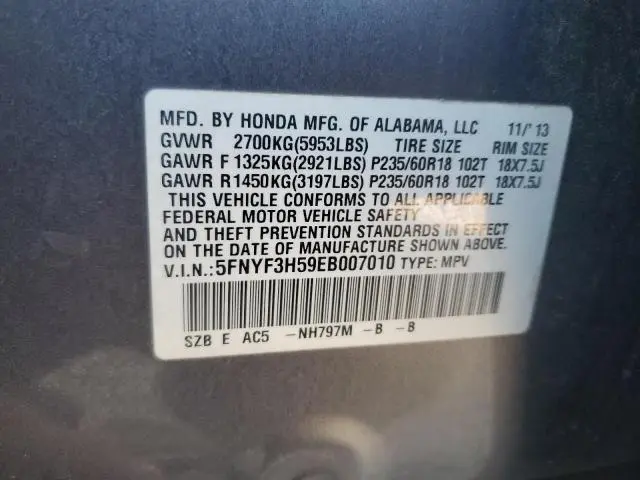 MFD. BY HONDA MFG. OF ALABAMA, LLC 11/'13
GVWR 2700KG(5953LBS) TIRE SIZE RIM SIZE
GAWR F 1325KG(2921LBS) P235/60R18 102T 18X7.5J
GAWR R1450KG(3197LBS) P235/60R18 102T 18X7.5J
THIS VEHICLE CONFORMS TO ALL APPLICABLE
FEDERAL MOTOR VEHICLE SAFETY
AND THEFT PREVENTION STANDARDS IN EFFECT
ON THE DATE OF MANUFACTURE SHOWN ABOVE.
V.I.N.:5FNYF3H59EB007010 TYPE: MPV
SZB E AC5 -NH797M -B -B